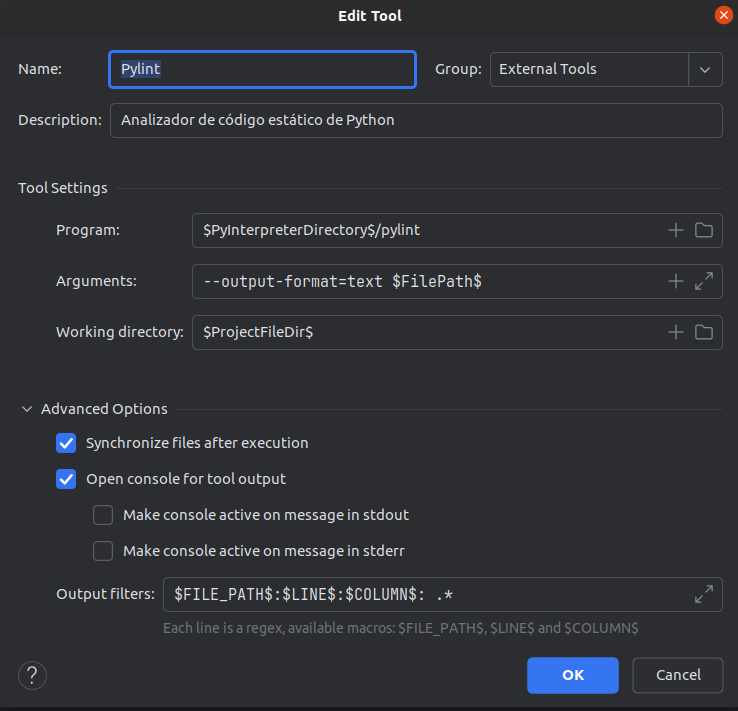 Edit Tool
Name: Pylint Group: External Tools
Description: Analizador de código estático de Python
Tool Settings
Program: $PyInterpreterDirectory$/pylint
Arguments: --output-format=text $FilePath$
Working directory: $ProjectFileDir$
Advanced Options
Synchronize files after execution
Open console for tool output
Make console active on message in stdout
Make console active on message in stderr
Output filters: $FILE_PATH$:$LINE$:$COLUMN$: .*
Each line is a regex, available macros: $FILE_PATH$, $LINE$ and $COLUMN$
? OK Cancel